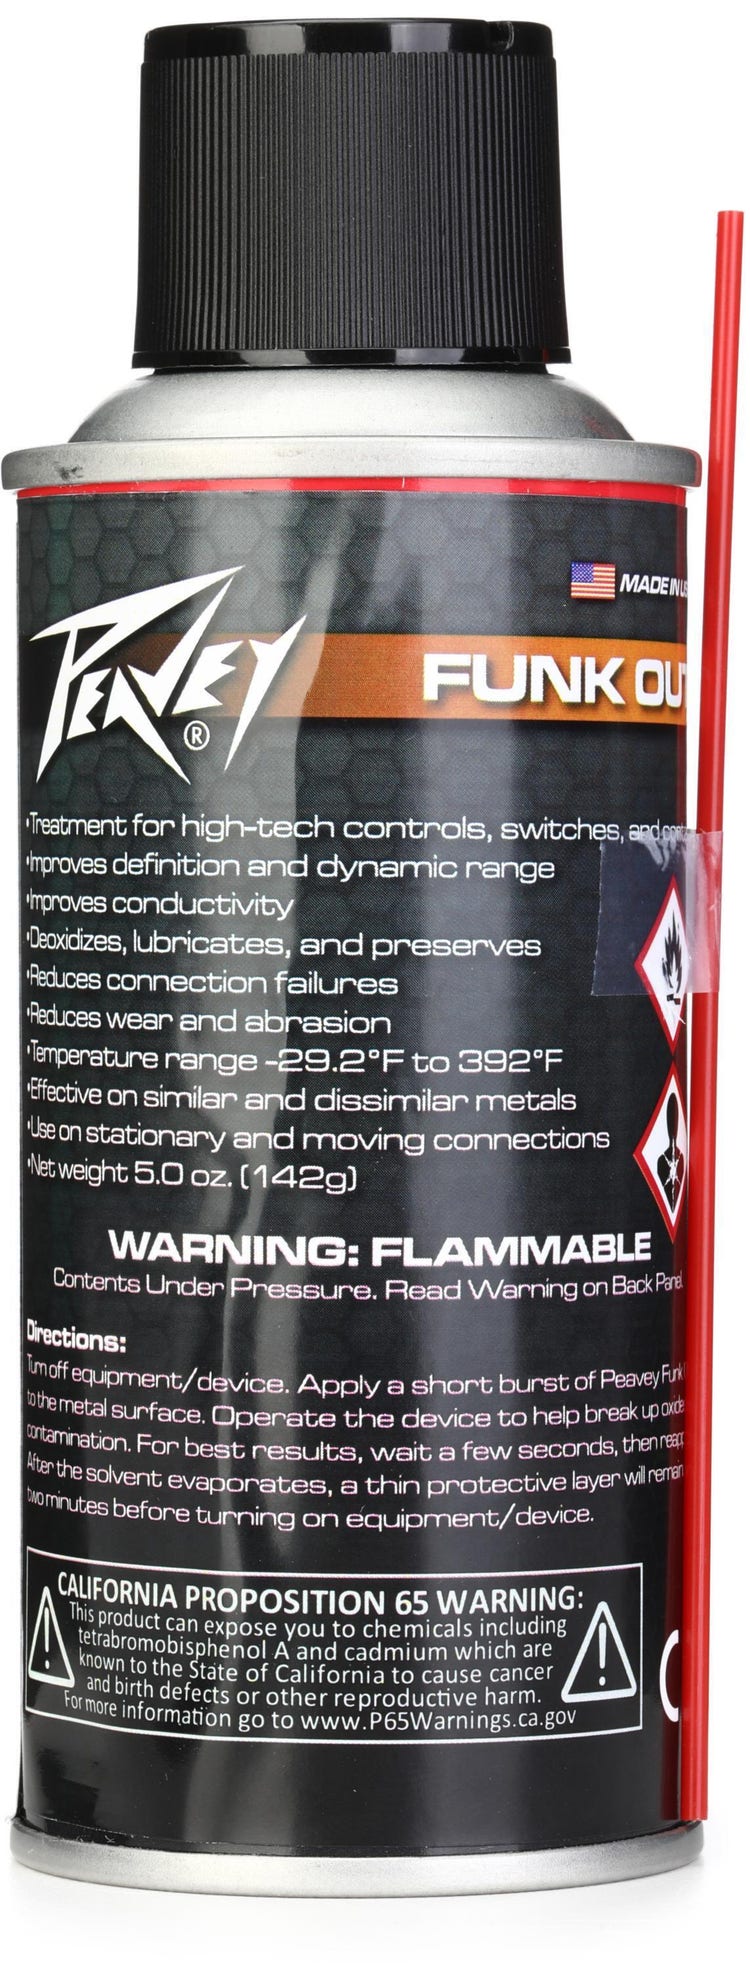 MADE IN
PEAVEY®
FUNK OUT
•Treatment for high-tech controls, switches, and
•Improves definition and dynamic range
•Improves conductivity
•Deoxidizes, lubricates, and preserves
•Reduces connection failures
•Reduces wear and abrasion
•Temperature range -29.2°F to 392°F
•Effective on similar and dissimilar metals
•Use on stationary and moving connections
•Net weight 5.0 oz. (142g)
WARNING: FLAMMABLE
Contents Under Pressure. Read Warning on Back Panel.
Directions:
Turn off equipment/device. Apply a short burst of Peavey Funk
to the metal surface. Operate the device to help break up
contamination. For best results, wait a few seconds, then
After the solvent evaporates, a thin protective layer will remain
two minutes before turning on equipment/device.
CALIFORNIA PROPOSITION 65 WARNING:
This product can expose you to chemicals including
tetrabromobisphenol A and cadmium which are
known to the State of California to cause cancer
and birth defects or other reproductive harm.
For more information go to www.P65Warnings.ca.gov